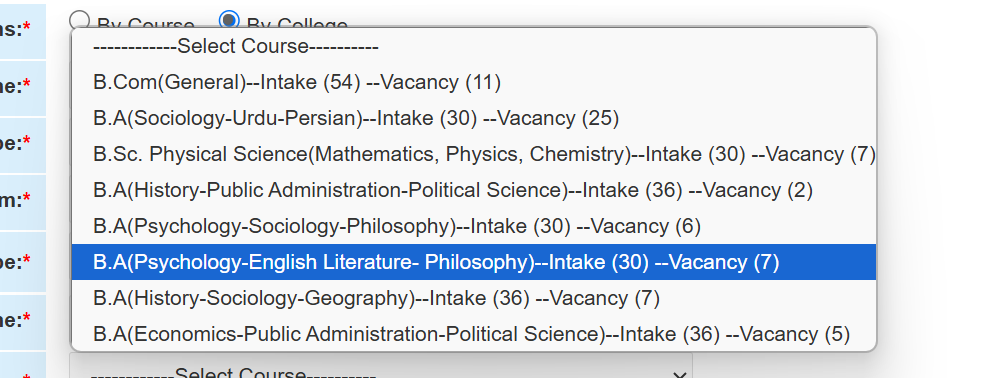 ns:*
By Course By College
------------Select Course----------
B.Com(General)--Intake (54) --Vacancy (11)
ne:*
B.A(Sociology-Urdu-Persian)--Intake (30) --Vacancy (25)
pe:*
B.Sc. Physical Science(Mathematics, Physics, Chemistry)--Intake (30) --Vacancy (7)
B.A(History-Public Administration-Political Science)--Intake (36) --Vacancy (2)
m:*
B.A(Psychology-Sociology-Philosophy)--Intake (30) --Vacancy (6)
pe:*
B.A(Psychology-English Literature- Philosophy)--Intake (30) --Vacancy (7)
B.A(History-Sociology-Geography)--Intake (36) --Vacancy (7)
ne:*
B.A(Economics-Public Administration-Political Science)--Intake (36) --Vacancy (5)
------------Select Course----------
*